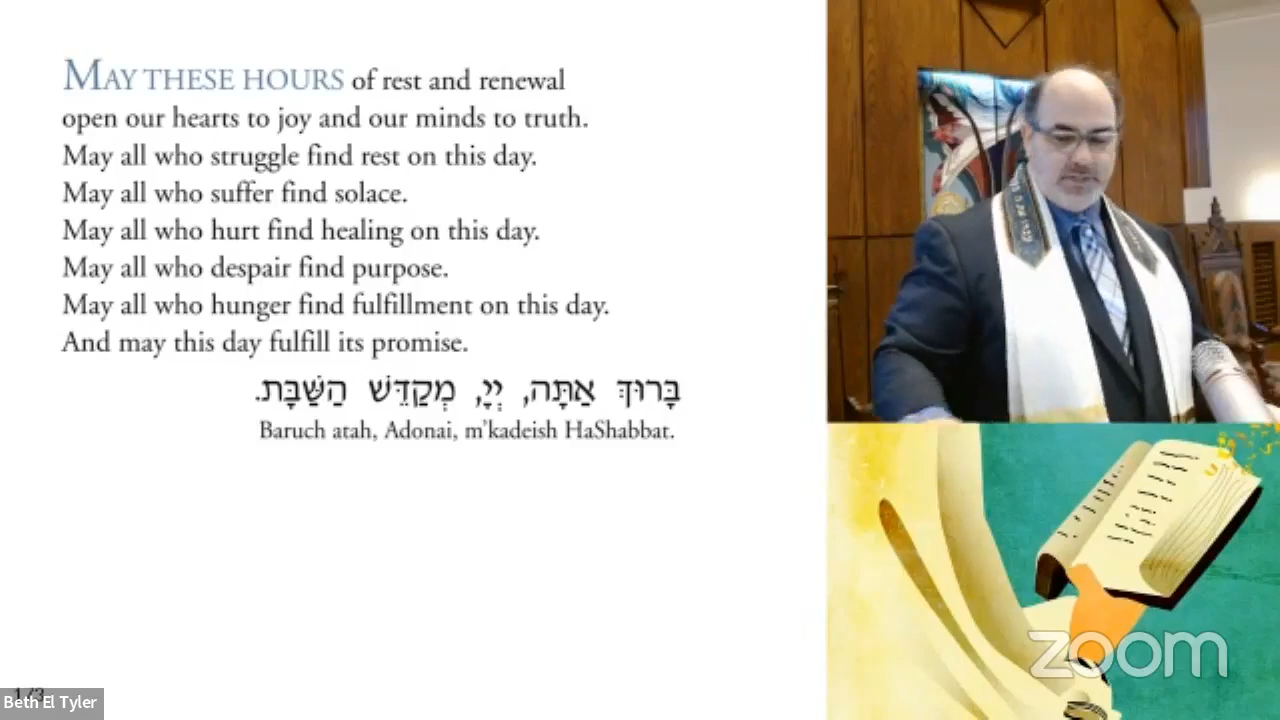 MAY THESE HOURS of rest and renewal
open our hearts to joy and our minds to truth.
May all who struggle find rest on this day.
May all who suffer find solace.
May all who hurt find healing on this day.
May all who despair find purpose.
May all who hunger find fulfillment on this day.
And may this day fulfill its promise.
בָּרוּךְ אַתָּה, יְיָ, מְקַדֵּשׁ הַשַּׁבָּת.
Baruch atah, Adonai, m'kadeish HaShabbat.
Beth El Tyler
zoom